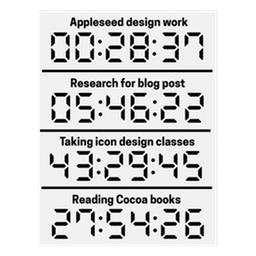 Appleseed design work
00:28:37
Research for blog post
05:46:22
Taking icon design classes
43:29:45
Reading Cocoa books
27:54:26